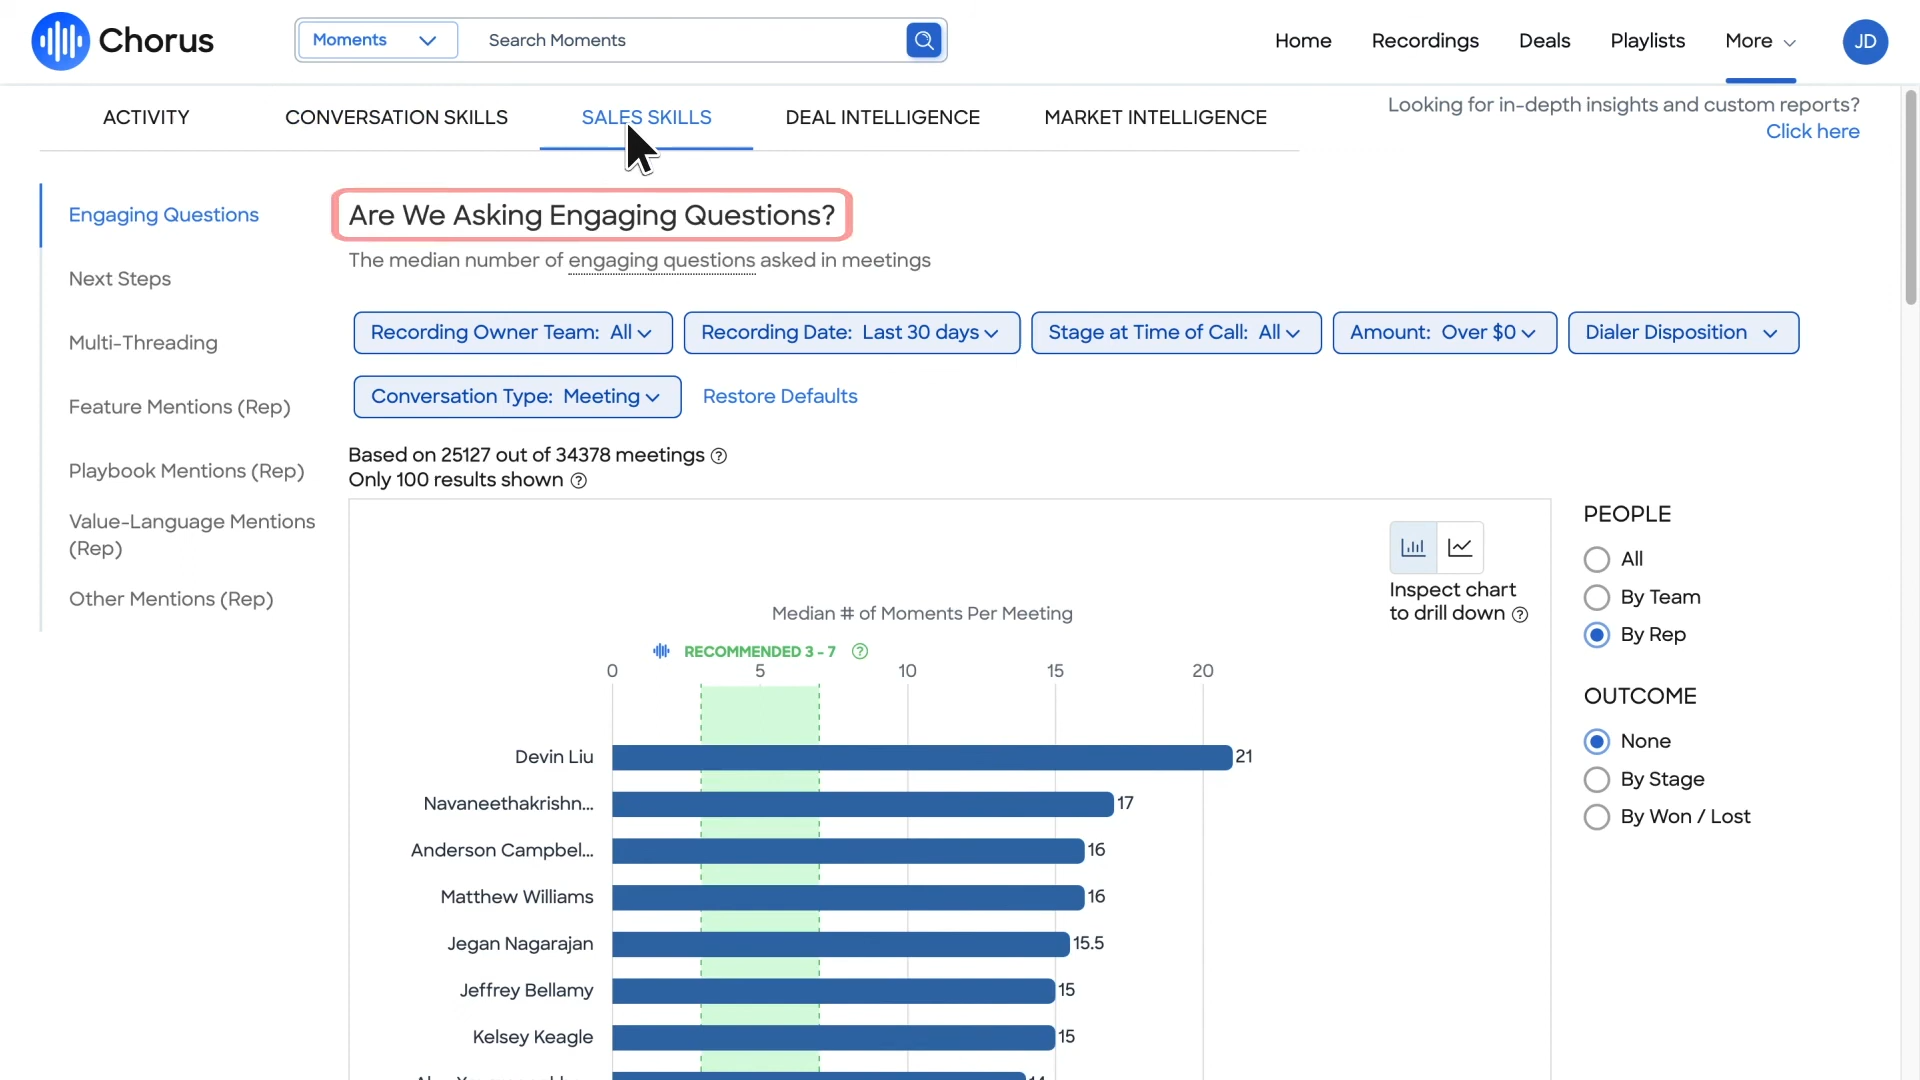 Chorus
Moments
Search Moments
Home
Recordings
Deals
Playlists
More
JD
ACTIVITY
CONVERSATION SKILLS
SALES SKILLS
DEAL INTELLIGENCE
MARKET INTELLIGENCE
Looking for in-depth insights and custom reports?
Click here
Engaging Questions
Next Steps
Multi-Threading
Feature Mentions (Rep)
Playbook Mentions (Rep)
Value-Language Mentions
(Rep)
Other Mentions (Rep)
Are We Asking Engaging Questions?
The median number of engaging questions asked in meetings
Recording Owner Team: All
Recording Date: Last 30 days
Stage at Time of Call: All
Amount: Over $0
Dialer Disposition
Conversation Type: Meeting
Restore Defaults
Based on 25127 out of 34378 meetings ?
Only 100 results shown ?
Inspect chart
to drill down ?
Median # of Moments Per Meeting
RECOMMENDED 3 - 7 ?
0 5 10 15 20
Devin Liu 21
Navaneethakrishn... 17
Anderson Campbel... 16
Matthew Williams 16
Jegan Nagarajan 15.5
Jeffrey Bellamy 15
Kelsey Keagle 15
PEOPLE
All
By Team
By Rep
OUTCOME
None
By Stage
By Won / Lost